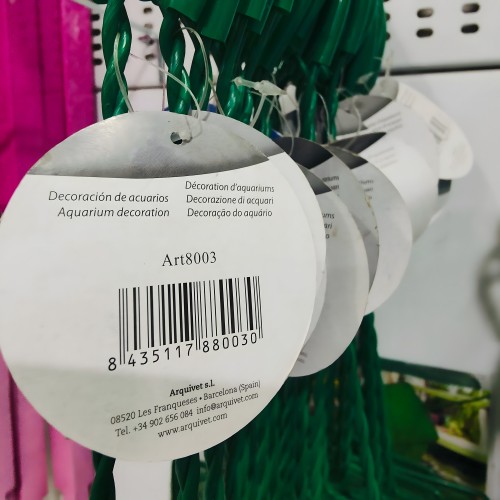 Decoración de acuarios
Aquarium decoration
Décoration d'aquariums
Decorazione di acquari
Decoração do aquário
Art8003
8 435117 880030
Arquivet s.l.
08520 Les Franqueses • Barcelona (Spain)
Tel. +34 902 656 084 info@arquivet.com
www.arquivet.com